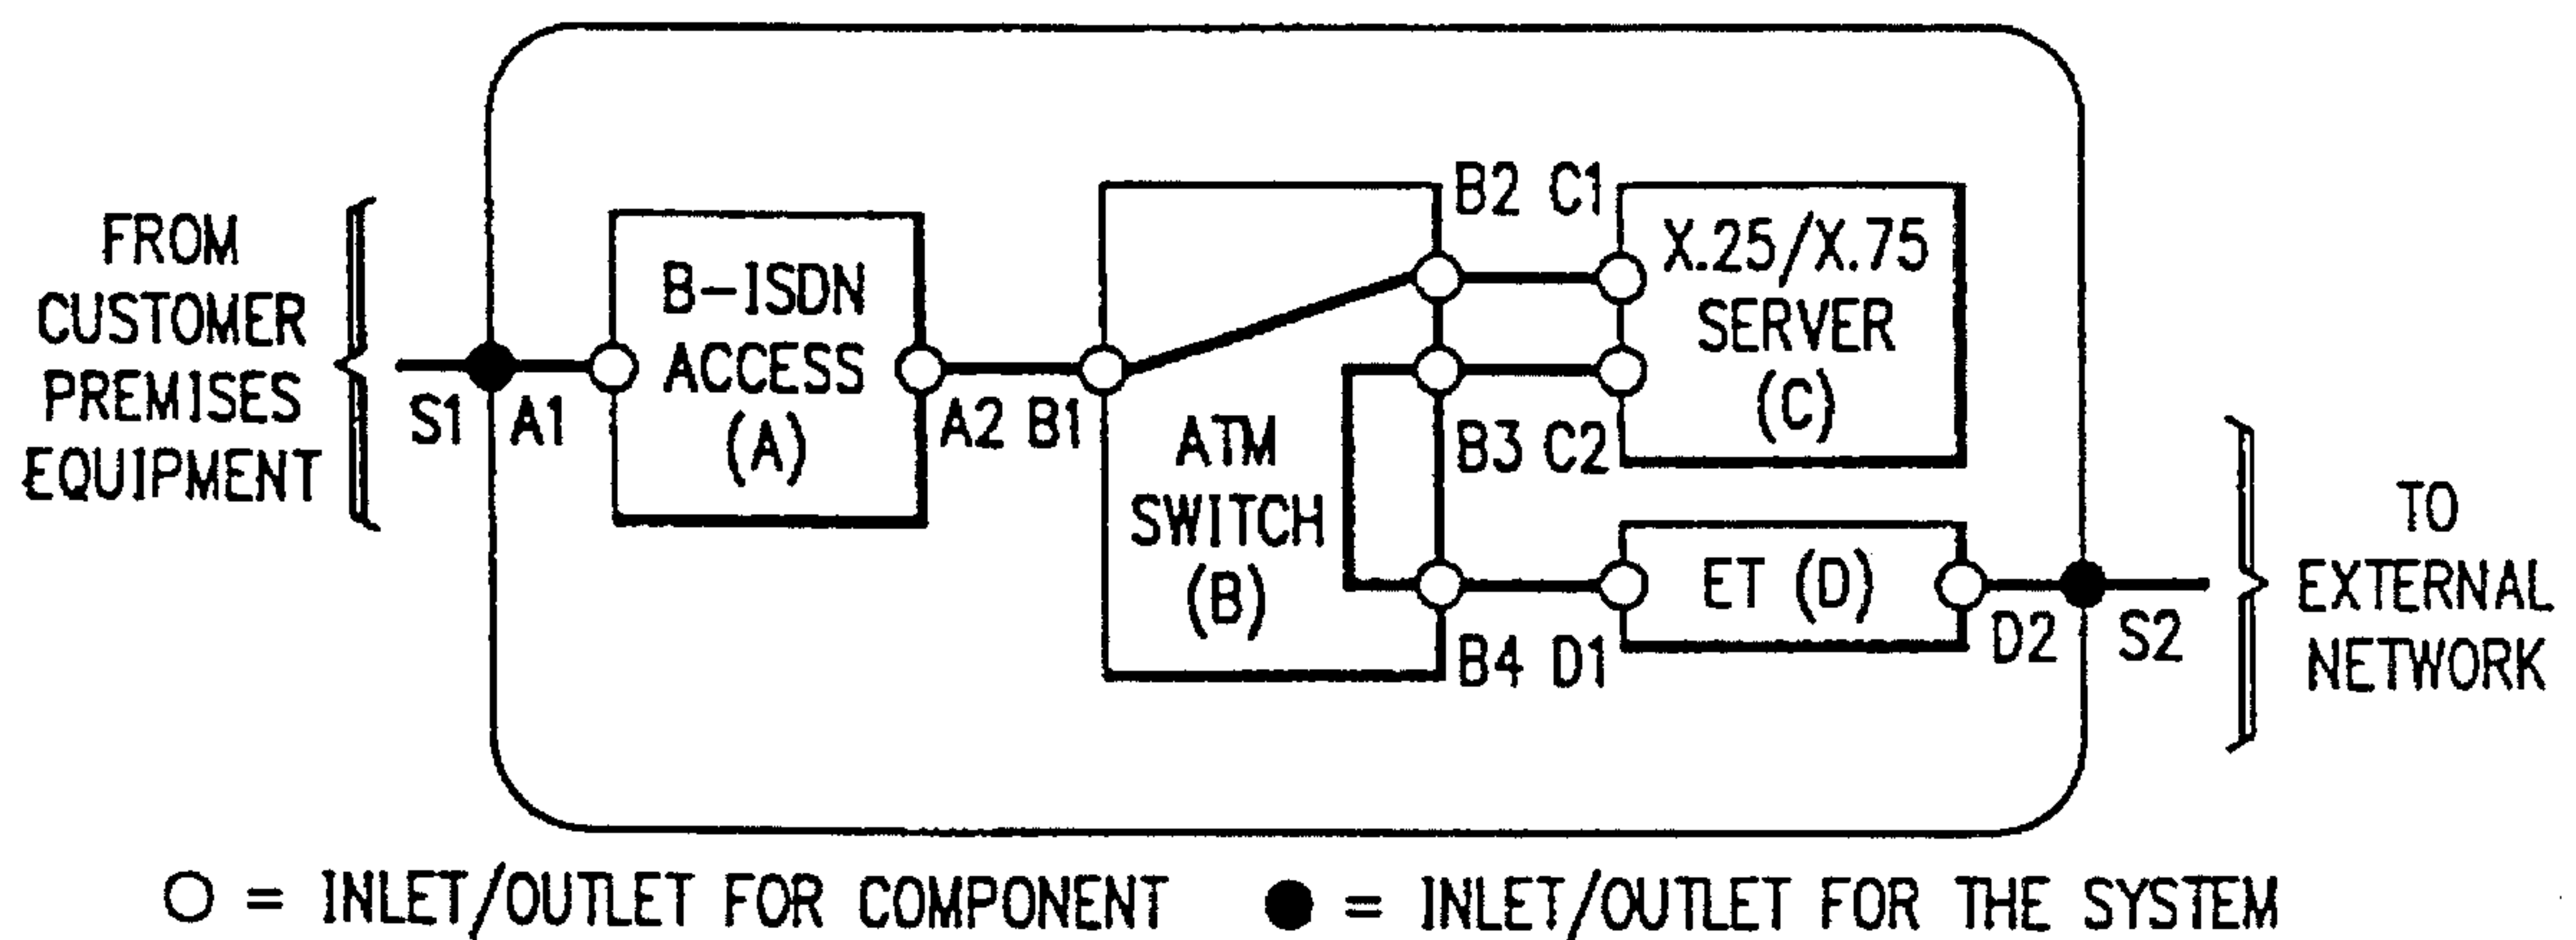 FROM
CUSTOMER
PREMISES
EQUIPMENT
S1
A1
B-ISDN
ACCESS
(A)
A2 B1
ATM
SWITCH
(B)
B2 C1
X.25/X.75
SERVER
(C)
B3 C2
ET (D)
B4 D1
D2
S2
TO
EXTERNAL
NETWORK
= INLET/OUTLET FOR COMPONENT
= INLET/OUTLET FOR THE SYSTEM